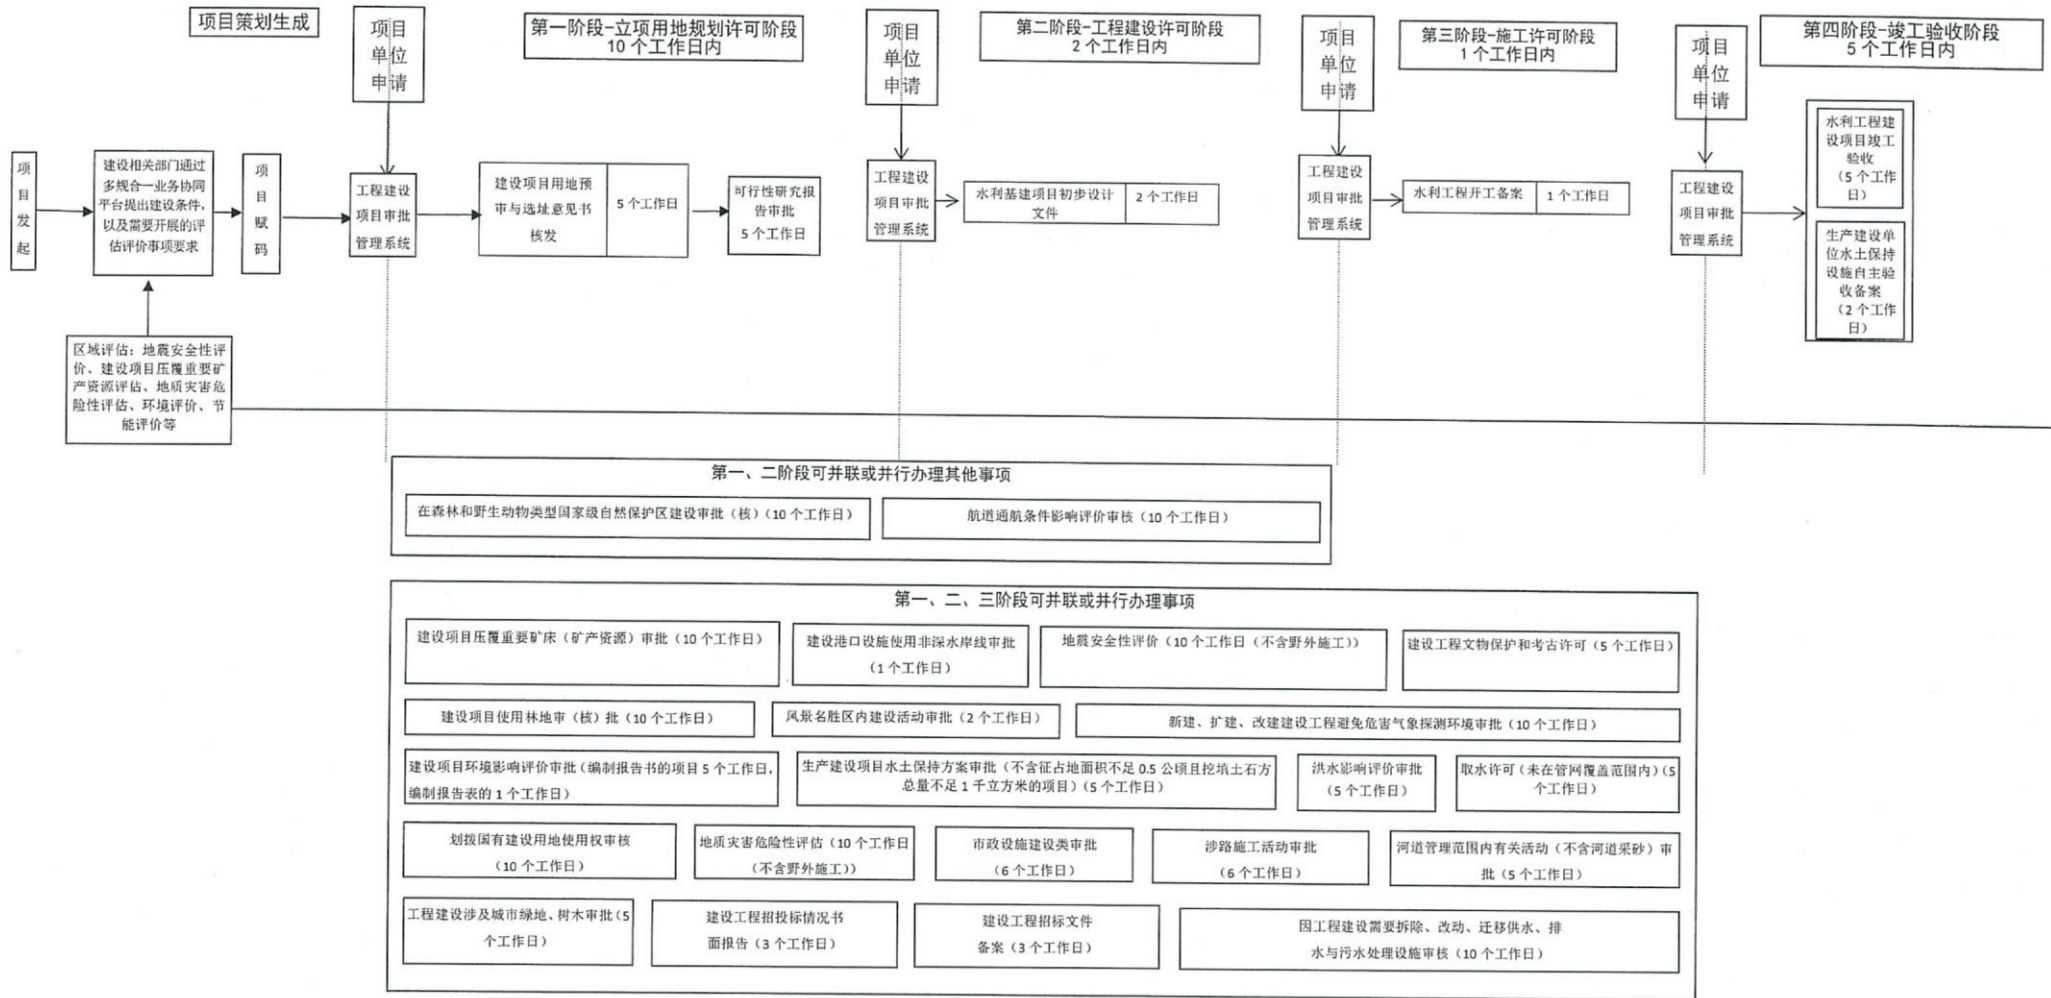 项目策划生成
项目
单位
申请
第一阶段-立项用地规划许可阶段
10 个工作日内
项目
单位
申请
第二阶段-工程建设许可阶段
2 个工作日内
项目
单位
申请
第三阶段-施工许可阶段
1 个工作日内
项目
单位
申请
第四阶段-竣工验收阶段
5 个工作日内
项
目
发
起
建设相关部门通过
多规合一业务协同
平台提出建设条件，
以及需要开展的评
估评价事项要求
项
目
赋
码
工程建设
项目审批
管理系统
建设项目用地预
审与选址意见书
核发
5 个工作日
可行性研究报
告审批
5 个工作日
工程建设
项目审批
管理系统
水利基建项目初步设计
文件
2 个工作日
工程建设
项目审批
管理系统
水利工程开工备案
1 个工作日
工程建设
项目审批
管理系统
水利工程建
设项目竣工
验收
（5 个工作
日）
生产建设单
位水土保持
设施自主验
收备案
（2 个工作
日）
区域评估：地震安全性评
价、建设项目压覆重要矿
产资源评估、地质灾害危
险性评估、环境评价、节
能评价等
第一、二阶段可并联或并行办理其他事项
在森林和野生动物类型国家级自然保护区建设审批（核）（10 个工作日）
航道通航条件影响评价审核（10 个工作日）
第一、二、三阶段可并联或并行办理事项
建设项目压覆重要矿床（矿产资源）审批（10 个工作日）
建设港口设施使用非深水岸线审批
（1 个工作日）
地震安全性评价（10 个工作日（不含野外施工））
建设工程文物保护和考古许可（5 个工作日）
建设项目使用林地审（核）批（10 个工作日）
风景名胜区内建设活动审批（2 个工作日）
新建、扩建、改建建设工程避免危害气象探测环境审批（10 个工作日）
建设项目环境影响评价审批（编制报告书的项目 5 个工作日，
编制报告表的 1 个工作日）
生产建设项目水土保持方案审批（不含征占地面积不足 0.5 公顷且挖填土石方
总量不足 1 千立方米的项目）（5 个工作日）
洪水影响评价审批
（5 个工作日）
取水许可（未在管网覆盖范围内）（5
个工作日）
划拨国有建设用地使用权审核
（10 个工作日）
地质灾害危险性评估（10 个工作日
（不含野外施工））
市政设施建设类审批
（6 个工作日）
涉路施工活动审批
（6 个工作日）
河道管理范围内有关活动（不含河道采砂）审
批（5 个工作日）
工程建设涉及城市绿地、树木审批（5
个工作日）
建设工程招投标情况书
面报告（3 个工作日）
建设工程招标文件
备案（3 个工作日）
因工程建设需要拆除、改动、迁移供水、排
水与污水处理设施审核（10 个工作日）